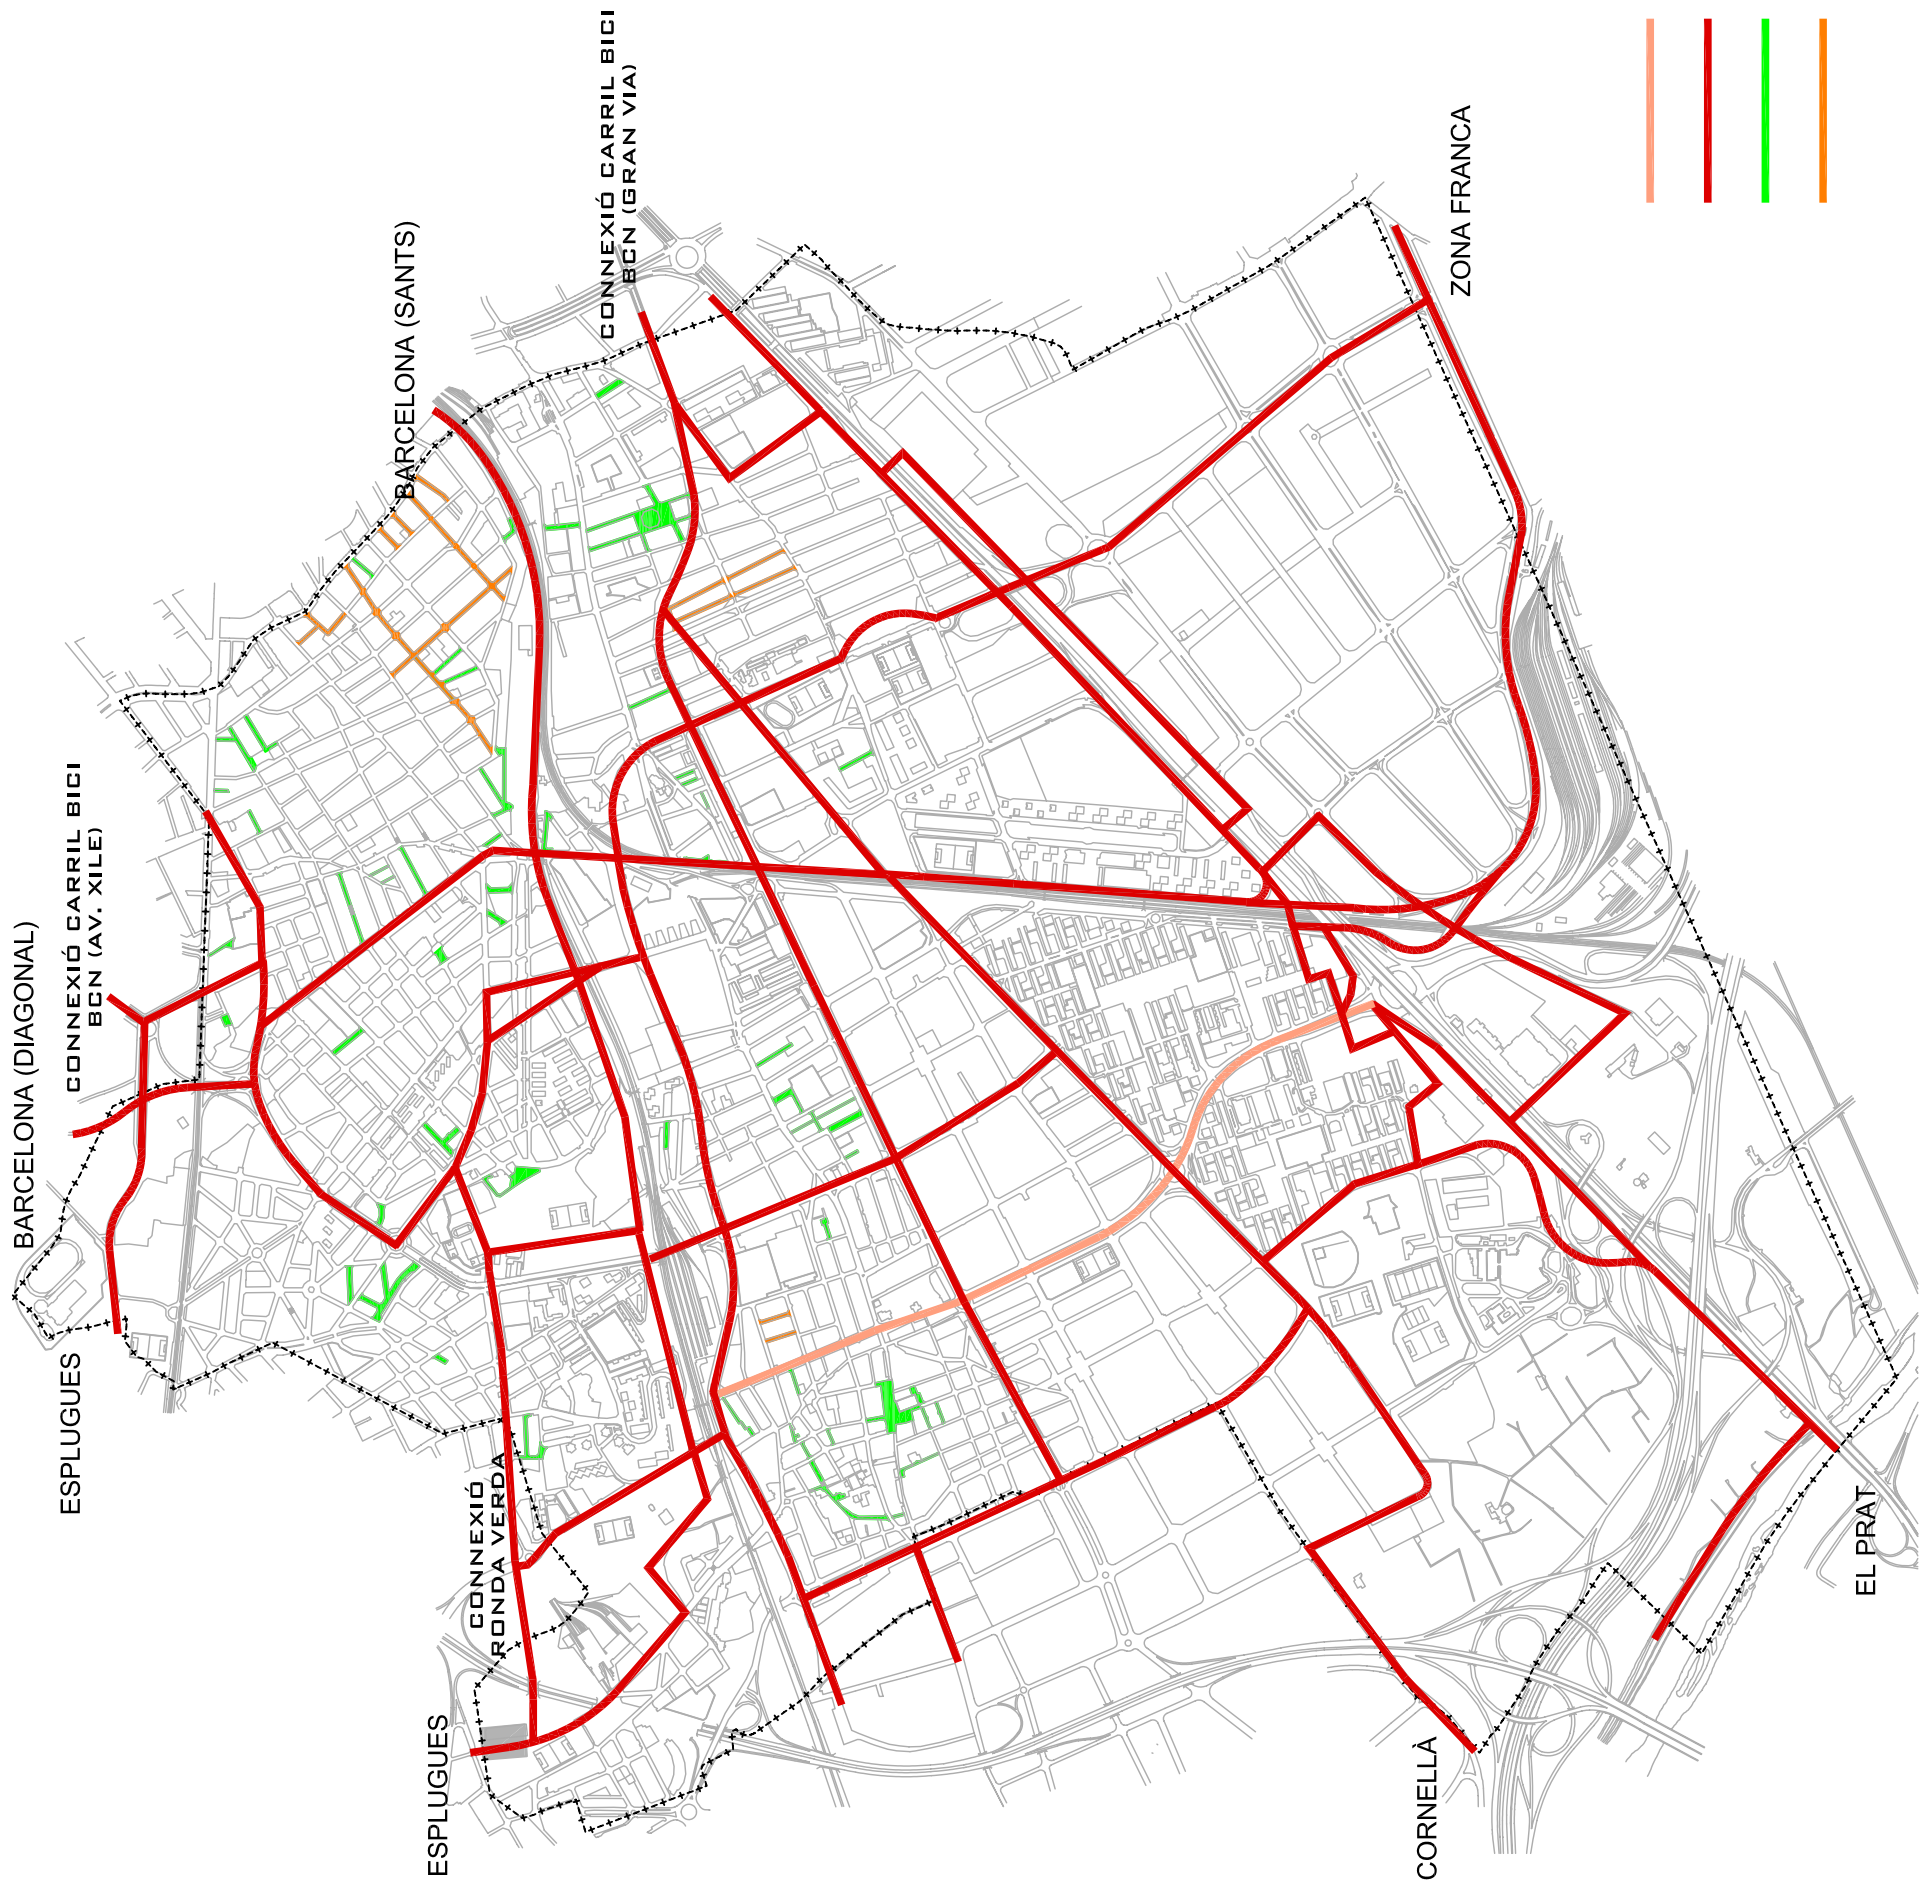 BARCELONA (DIAGONAL)
CONNEXIÓ CARRIL BICI
BCN (AV. XILE)
ESPLUGUES
BARCELONA (SANTS)
CONNEXIÓ
RONDA VERDA
ESPLUGUES
CONNEXIÓ CARRIL BICI
BCN (GRAN VIA)
ZONA FRANCA
CORNELLÀ
EL PRAT